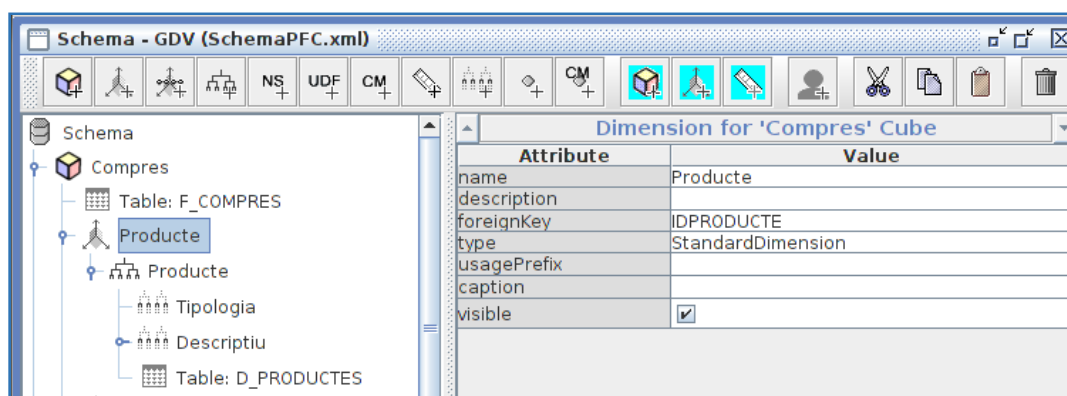 Schema - GDV (SchemaPFC.xml)
NS UDF CM CM
Schema
Compres
Table: F_COMPRES
Producte
Producte
Tipologia
Descriptiu
Table: D_PRODUCTES
Dimension for 'Compres' Cube
Attribute Value
name Producte
description
foreignKey IDPRODUCTE
type StandardDimension
usagePrefix
caption
visible